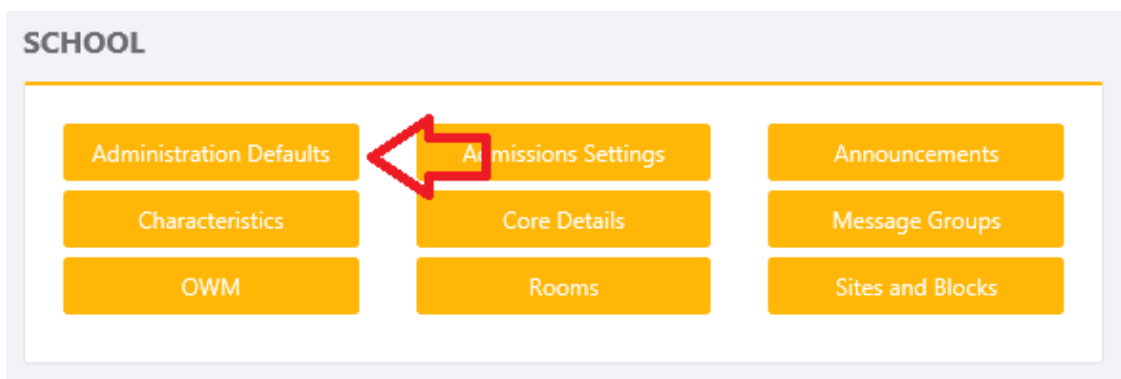 SCHOOL
Administration Defaults
Admissions Settings
Announcements
Characteristics
Core Details
Message Groups
OWM
Rooms
Sites and Blocks